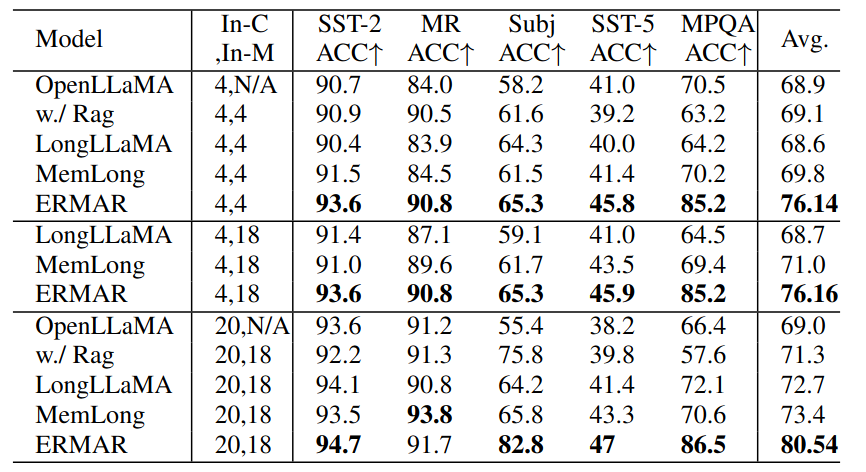 Model In-C ,In-M SST-2 ACC↑ MR ACC↑ Subj ACC↑ SST-5 ACC↑ MPQA ACC↑ Avg.
OpenLLaMA 4,N/A 90.7 84.0 58.2 41.0 70.5 68.9
w./ Rag 4,4 90.9 90.5 61.6 39.2 63.2 69.1
LongLLaMA 4,4 90.4 83.9 64.3 40.0 64.2 68.6
MemLong 4,4 91.5 84.5 61.5 41.4 70.2 69.8
ERMAR 4,4 93.6 90.8 65.3 45.8 85.2 76.14
LongLLaMA 4,18 91.4 87.1 59.1 41.0 64.5 68.7
MemLong 4,18 91.0 89.6 61.7 43.5 69.4 71.0
ERMAR 4,18 93.6 90.8 65.3 45.9 85.2 76.16
OpenLLaMA 20,N/A 93.6 91.2 55.4 38.2 66.4 69.0
w./ Rag 20,18 92.2 91.3 75.8 39.8 57.6 71.3
LongLLaMA 20,18 94.1 90.8 64.2 41.4 72.1 72.7
MemLong 20,18 93.5 93.8 65.8 43.3 70.6 73.4
ERMAR 20,18 94.7 91.7 82.8 47 86.5 80.54